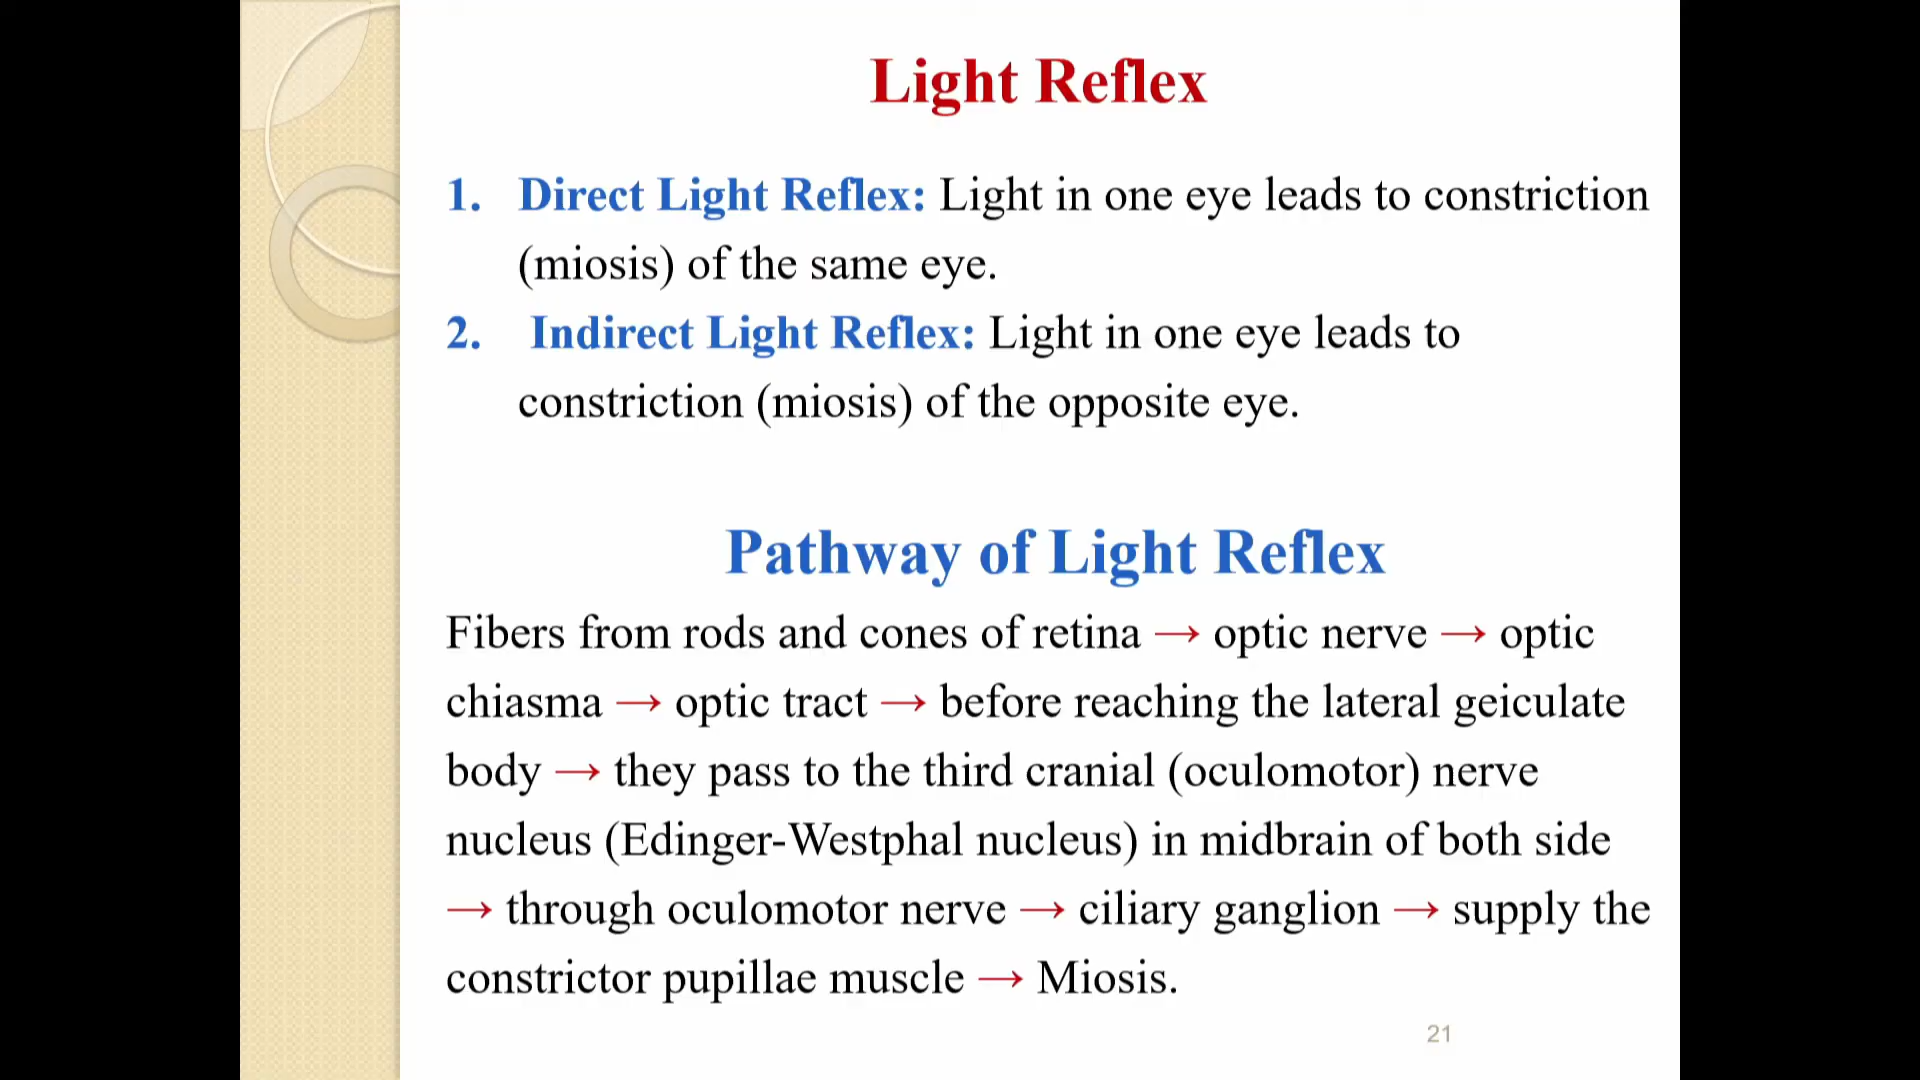 Light Reflex
1. Direct Light Reflex: Light in one eye leads to constriction
(miosis) of the same eye.
2. Indirect Light Reflex: Light in one eye leads to
constriction (miosis) of the opposite eye.
Pathway of Light Reflex
Fibers from rods and cones of retina → optic nerve → optic
chiasma → optic tract → before reaching the lateral geiculate
body → they pass to the third cranial (oculomotor) nerve
nucleus (Edinger-Westphal nucleus) in midbrain of both side
→ through oculomotor nerve → ciliary ganglion → supply the
constrictor pupillae muscle → Miosis.
21